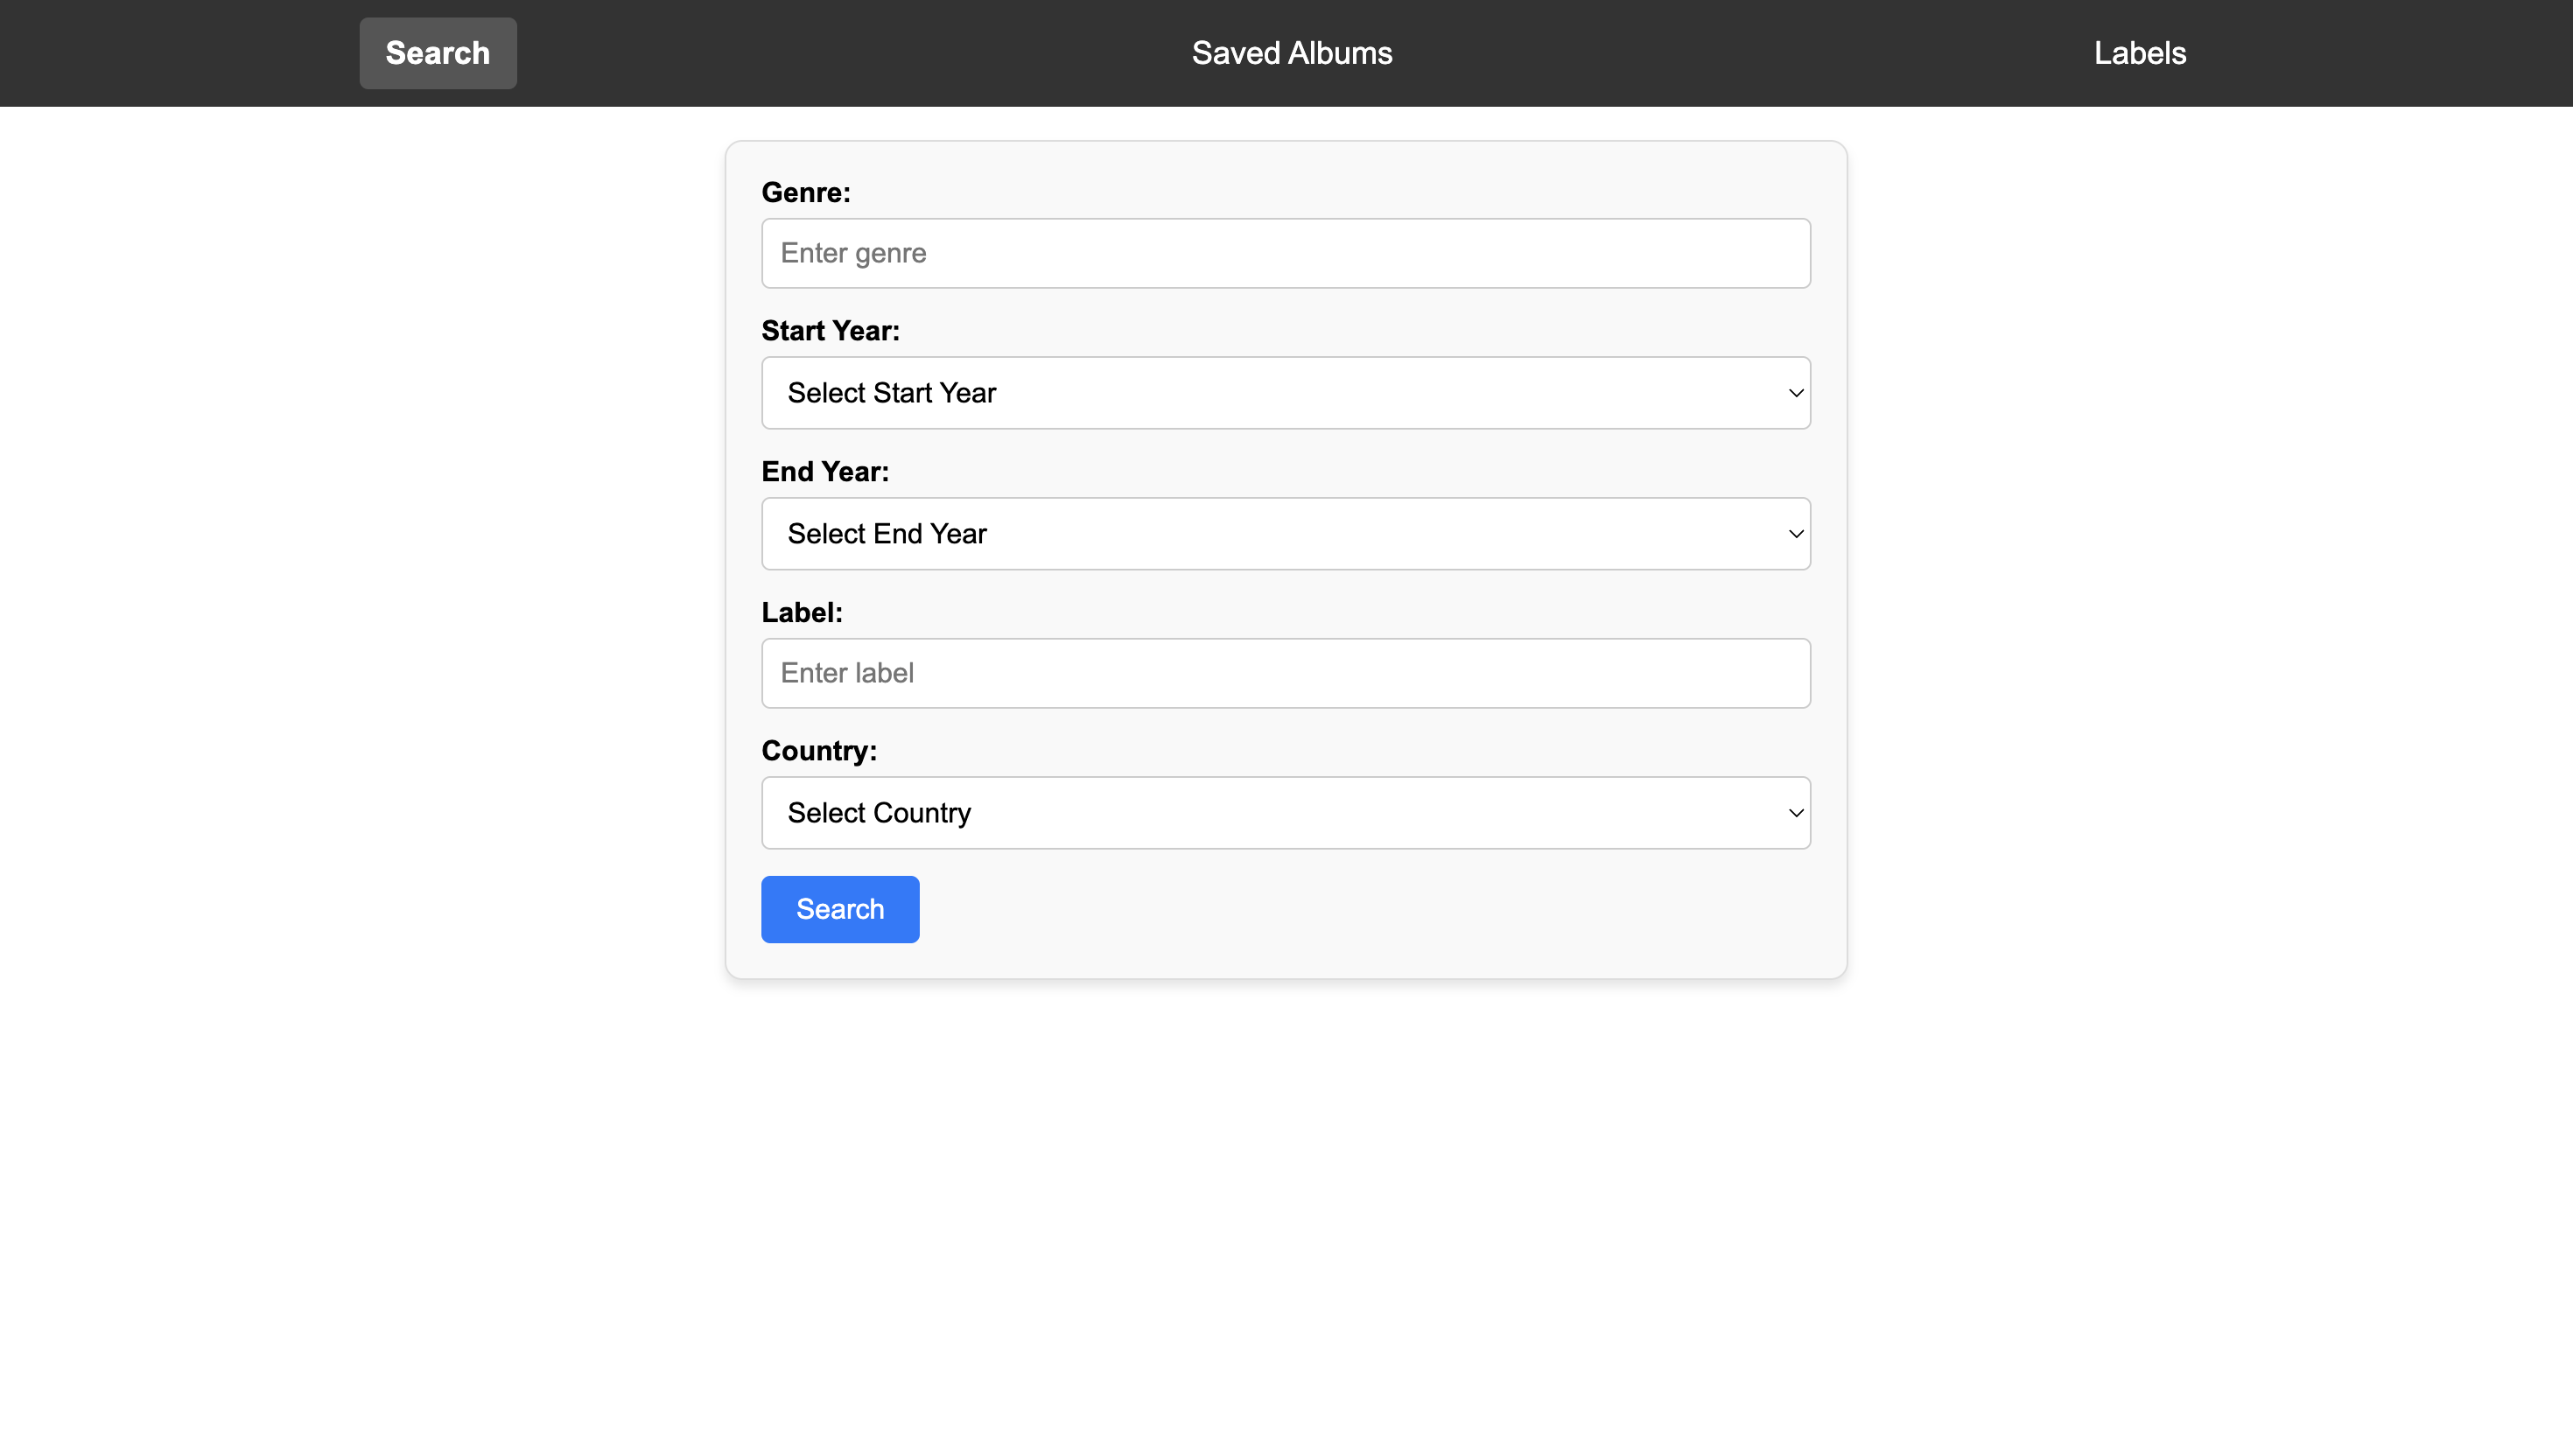 Search
Saved Albums
Labels
Genre:
Enter genre
Start Year:
Select Start Year
End Year:
Select End Year
Label:
Enter label
Country:
Select Country
Search